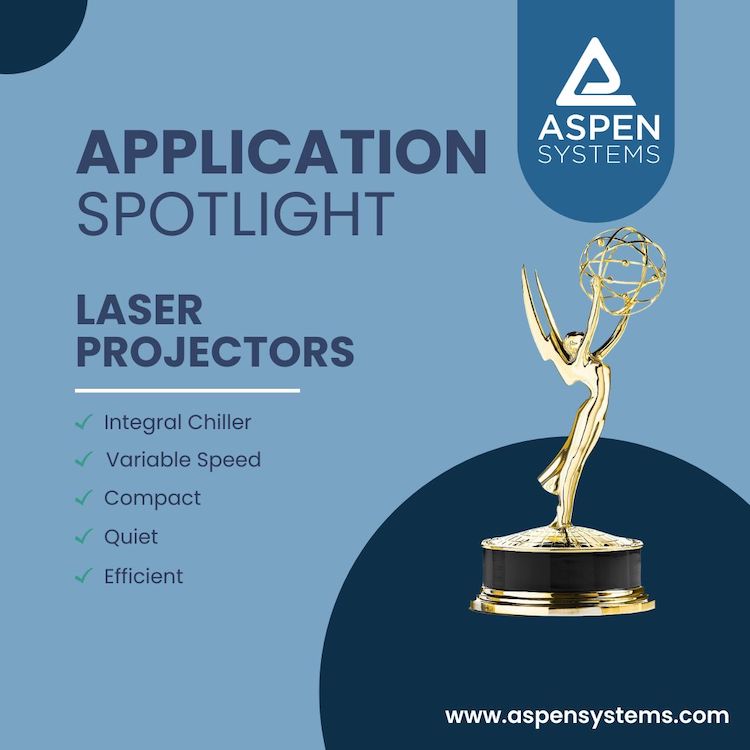 ASPEN
SYSTEMS
APPLICATION
SPOTLIGHT
LASER
PROJECTORS
Integral Chiller
Variable Speed
Compact
Quiet
Efficient
www.aspensystems.com